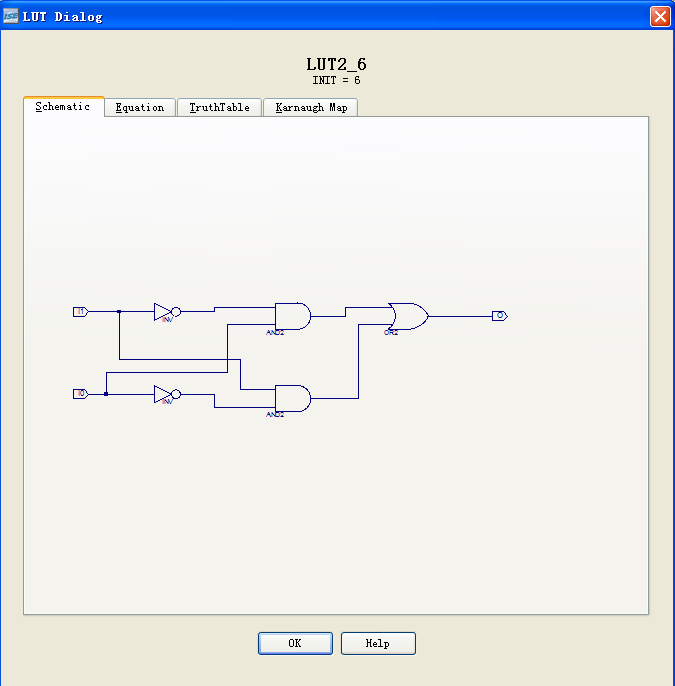 ISE LUT Dialog
LUT2_6
INIT = 6
Schematic Equation TruthTable Karnaugh Map
I1
INV
AND2
OR2
O
I0
INV
AND2
OK Help